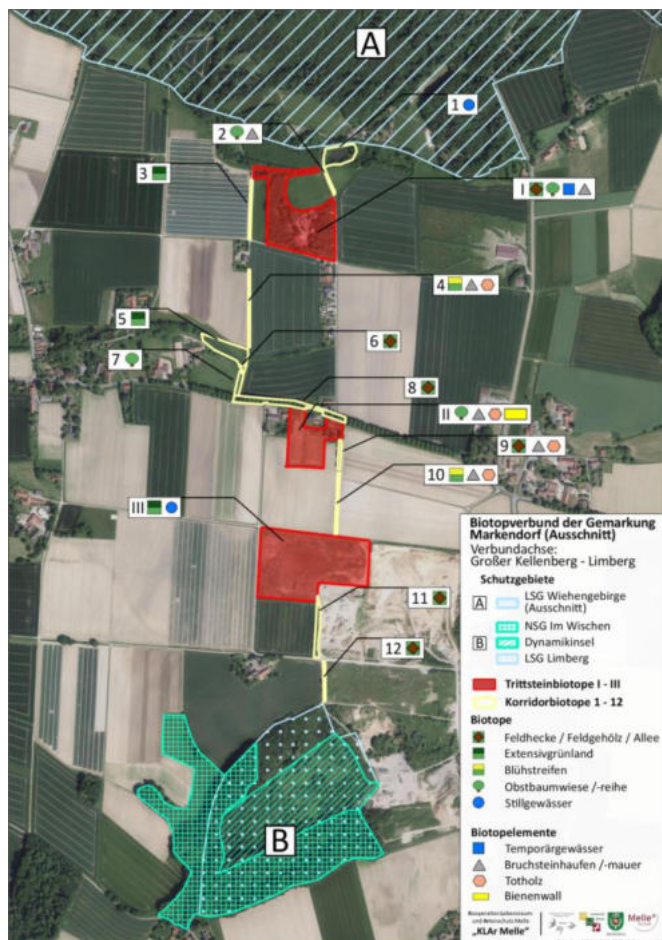 A
1
2
3
I
4
5
6
7
8
II
9
10
III
11
12
B
Biotopverbund der Gemarkung
Markendorf (Ausschnitt)
Verbundachse:
Großer Kellenberg - Limberg
Schutzgebiete
A LSG Wiehengebirge
(Ausschnitt)
NSG Im Wischen
B Dynamikinsel
LSG Limberg
Trittsteinbiotope I - III
Korridorbiotope 1 - 12
Biotope
Feldhecke / Feldgehölz / Allee
Extensivgrünland
Blühstreifen
Obstbaumwiese /-reihe
Stillgewässer
Biotopelemente
Temporärgewässer
Bruchsteinhaufen /-mauer
Totholz
Bienenwall
„KLAr Melle"
Melle